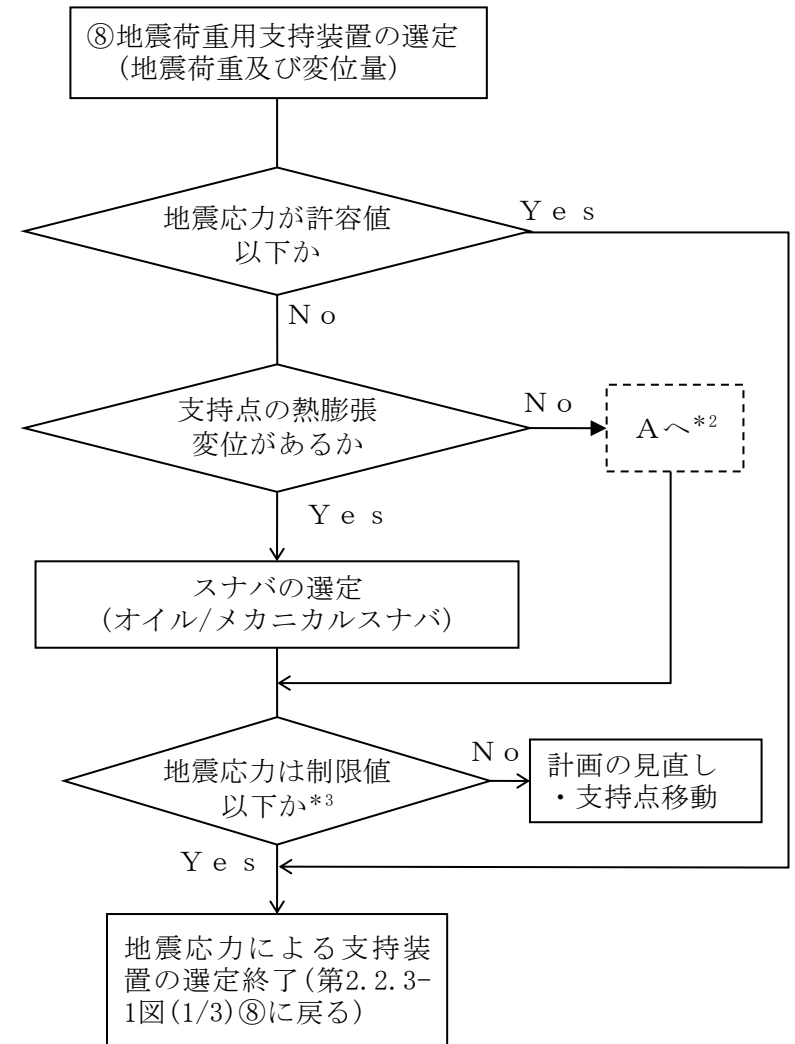 ⑧地震荷重用支持装置の選定
(地震荷重及び変位量)
地震応力が許容値
以下か
Ｙｅｓ
Ｎｏ
支持点の熱膨張
変位があるか
Ｎｏ
Ａへ*2
Ｙｅｓ
スナバの選定
(オイル/メカニカルスナバ)
地震応力は制限値
以下か*3
Ｎｏ
計画の見直し
・支持点移動
Ｙｅｓ
地震応力による支持装
置の選定終了(第2.2.3-
1図(1/3)⑧に戻る)